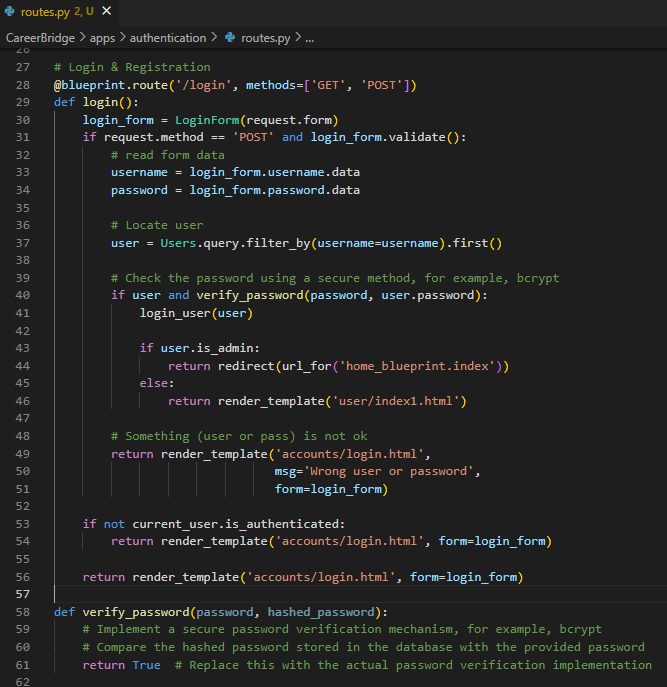 routes.py 2, U
CareerBridge > apps > authentication > routes.py > ...
26
27 # Login & Registration
28 @blueprint.route('/login', methods=['GET', 'POST'])
29 def login():
30     login_form = LoginForm(request.form)
31     if request.method == 'POST' and login_form.validate():
32         # read form data
33         username = login_form.username.data
34         password = login_form.password.data
35
36         # Locate user
37         user = Users.query.filter_by(username=username).first()
38
39         # Check the password using a secure method, for example, bcrypt
40         if user and verify_password(password, user.password):
41             login_user(user)
42
43             if user.is_admin:
44                 return redirect(url_for('home_blueprint.index'))
45             else:
46                 return render_template('user/index1.html')
47
48         # Something (user or pass) is not ok
49         return render_template('accounts/login.html',
50                                msg='Wrong user or password',
51                                form=login_form)
52
53     if not current_user.is_authenticated:
54         return render_template('accounts/login.html', form=login_form)
55
56     return render_template('accounts/login.html', form=login_form)
57
58 def verify_password(password, hashed_password):
59     # Implement a secure password verification mechanism, for example, bcrypt
60     # Compare the hashed password stored in the database with the provided password
61     return True  # Replace this with the actual password verification implementation
62